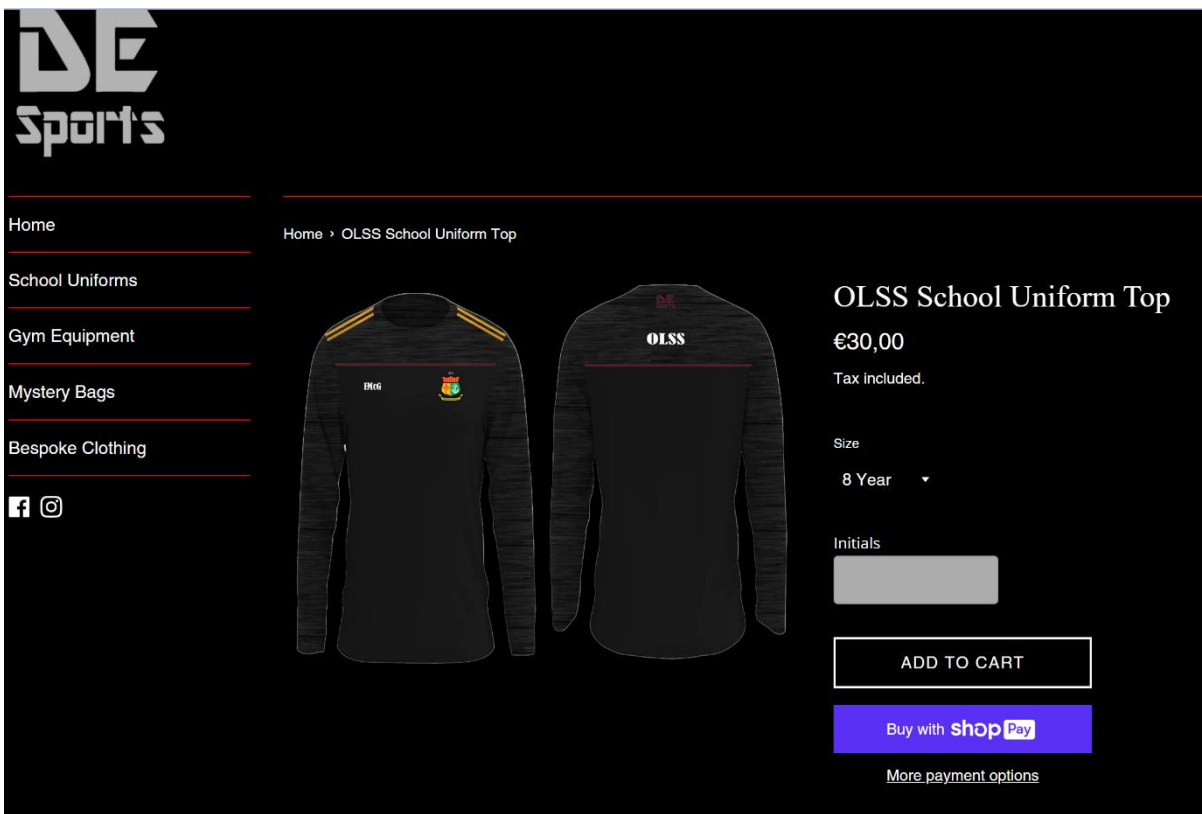 DE
Sports
Home
School Uniforms
Gym Equipment
Mystery Bags
Bespoke Clothing
Home › OLSS School Uniform Top
EMcG
DE
Sports
OLSS
OLSS School Uniform Top
€30,00
Tax included.
Size
8 Year
Initials
ADD TO CART
Buy with shop Pay
More payment options